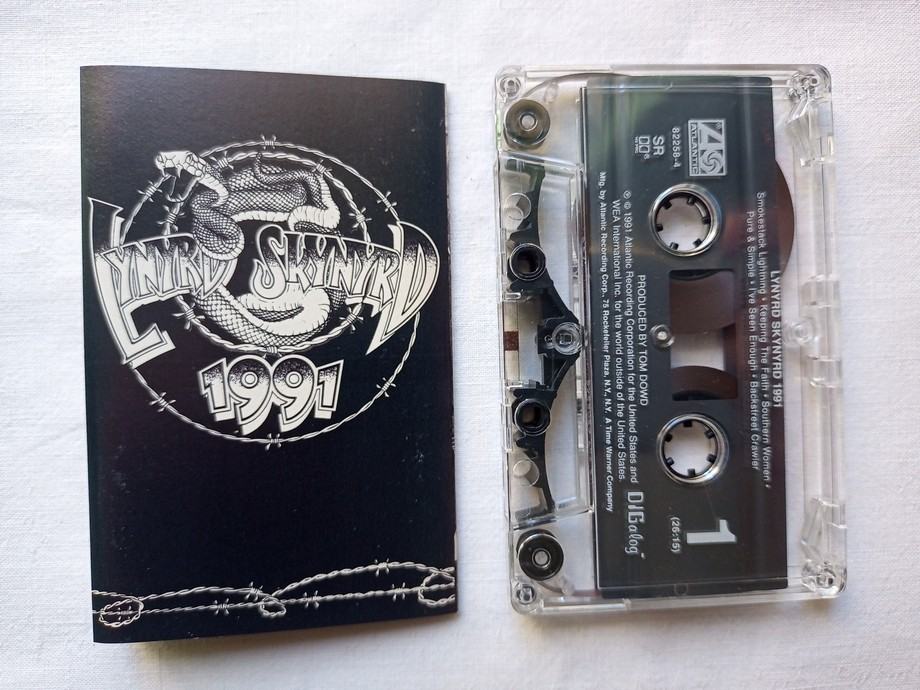 LYNYRD SKYNYRD
1991
LYNYRD SKYNYRD 1991
Smokestack Lightning • Keeping The Faith • Southern Women •
Pure & Simple • I've Seen Enough • Backstreet Crawler
ATLANTIC
82258-4
SR
1
(26:15)
PRODUCED BY TOM DOWD
℗ © 1991 Atlantic Recording Corporation for the United States and
WEA International Inc. for the world outside of the United States.
Mfg. by Atlantic Recording Corp., 75 Rockefeller Plaza, N.Y., N.Y. A Time Warner Company
DIGalog™